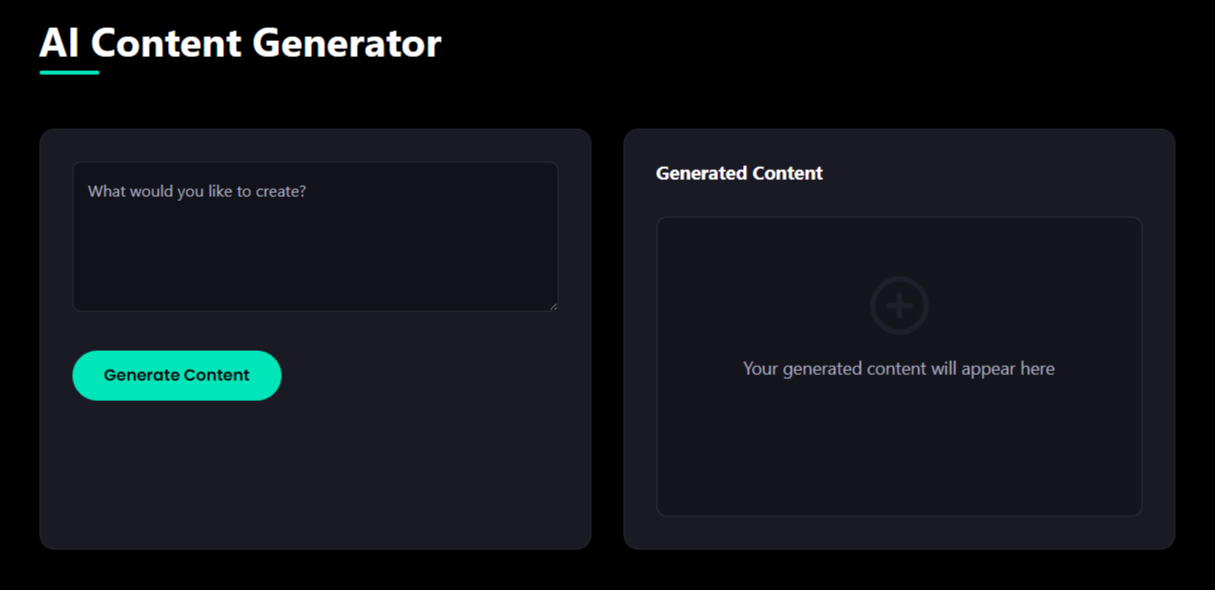 AI Content Generator
What would you like to create?
Generate Content
Generated Content
Your generated content will appear here